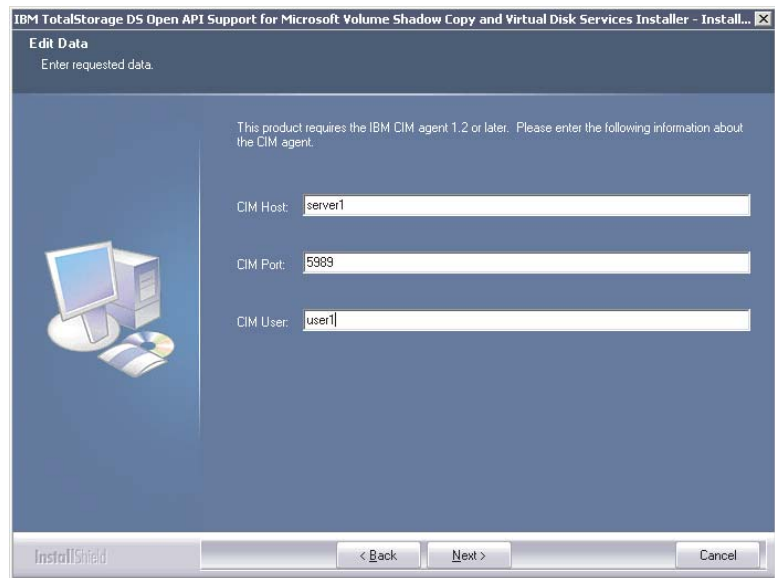 IBM TotalStorage DS Open API Support for Microsoft Volume Shadow Copy and Virtual Disk Services Installer - Install...
Edit Data
Enter requested data.
This product requires the IBM CIM agent 1.2 or later. Please enter the following information about
the CIM agent.
CIM Host: server1
CIM Port: 5989
CIM User: user1
InstallShield
< Back Next > Cancel